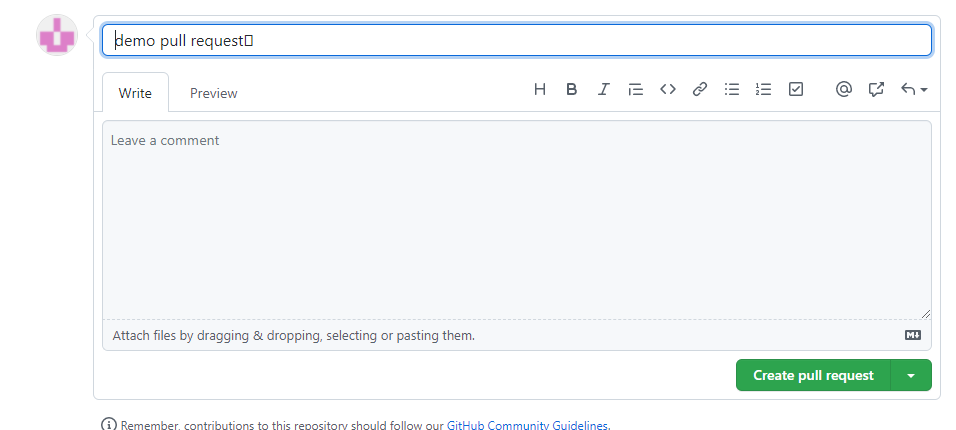 demo pull request▯
Write Preview
Leave a comment
Attach files by dragging & dropping, selecting or pasting them.
Create pull request
Remember, contributions to this repository should follow our GitHub Community Guidelines.